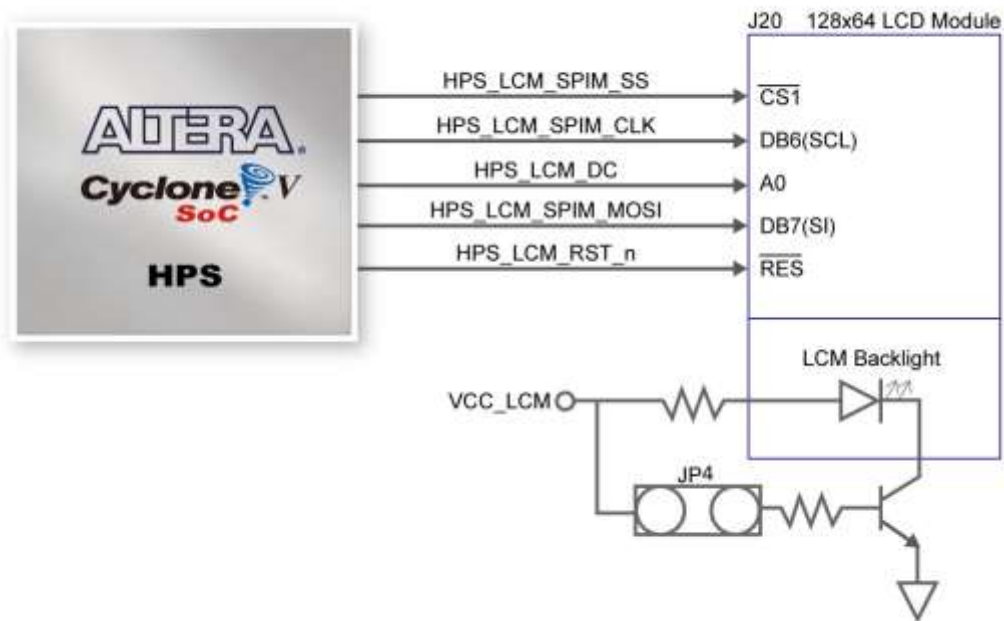 J20 128x64 LCD Module
ALTERA®
Cyclone V
SoC
HPS
HPS_LCM_SPIM_SS
HPS_LCM_SPIM_CLK
HPS_LCM_DC
HPS_LCM_SPIM_MOSI
HPS_LCM_RST_n
CS1
DB6(SCL)
A0
DB7(SI)
RES
LCM Backlight
VCC_LCM
JP4